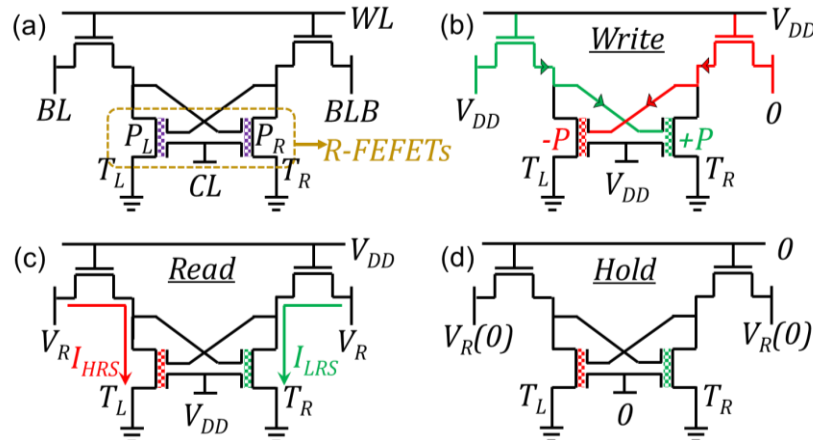 (a)
WL
BL
BLB
P_L
P_R
T_L
CL
T_R
R-FEFETs
(b)
Write
V_DD
V_DD
0
-P
+P
T_L
V_DD
T_R
(c)
Read
V_DD
V_R
I_HRS
I_LRS
V_R
T_L
V_DD
T_R
(d)
Hold
0
V_R(0)
V_R(0)
T_L
0
T_R